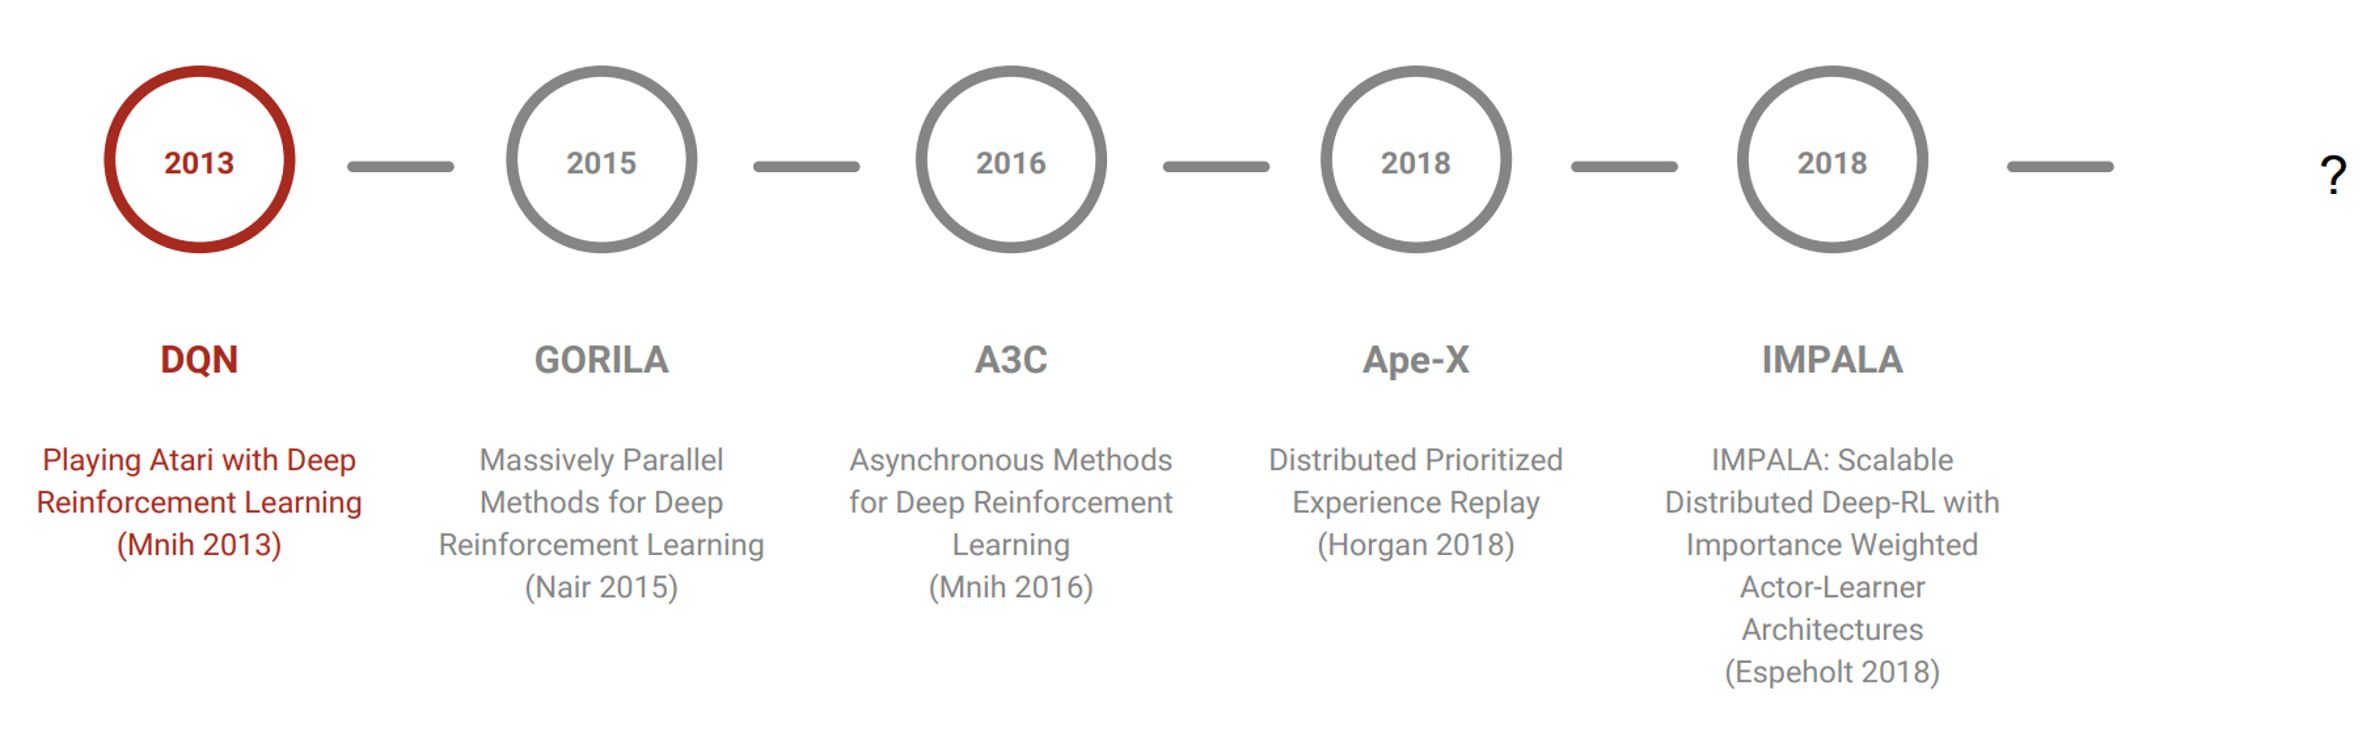 2013
2015
2016
2018
2018
?
DQN
GORILA
A3C
Ape-X
IMPALA
Playing Atari with Deep
Reinforcement Learning
(Mnih 2013)
Massively Parallel
Methods for Deep
Reinforcement Learning
(Nair 2015)
Asynchronous Methods
for Deep Reinforcement
Learning
(Mnih 2016)
Distributed Prioritized
Experience Replay
(Horgan 2018)
IMPALA: Scalable
Distributed Deep-RL with
Importance Weighted
Actor-Learner
Architectures
(Espeholt 2018)